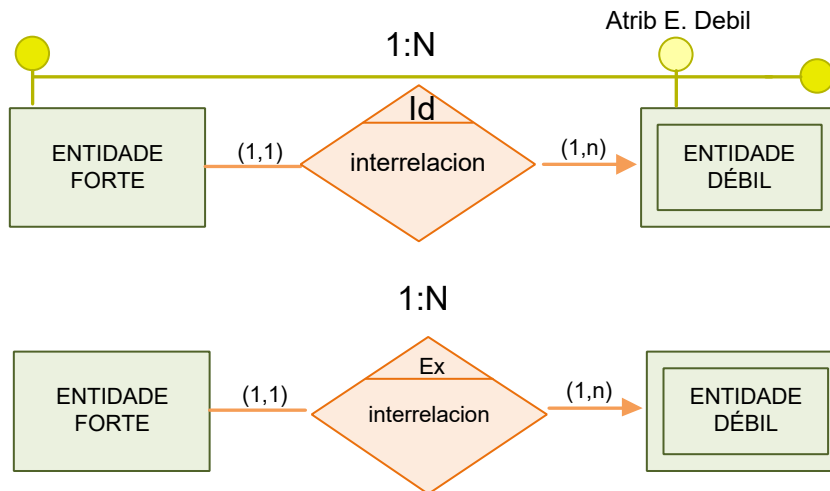 Atrib E. Debil
1:N
Id
ENTIDADE
FORTE
(1,1)
interrelacion
(1,n)
ENTIDADE
DÉBIL
1:N
Ex
ENTIDADE
FORTE
(1,1)
interrelacion
(1,n)
ENTIDADE
DÉBIL